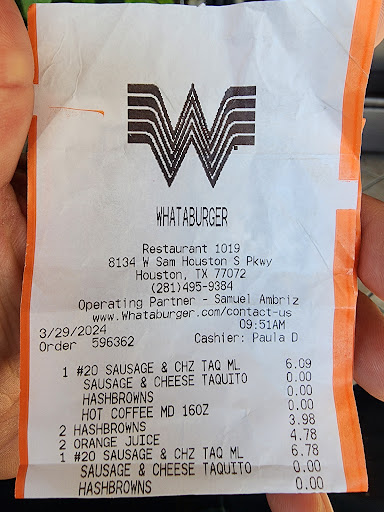 W
WHATABURGER
Restaurant 1019
8134 W Sam Houston S Pkwy
Houston, TX 77072
(281)495-9384
Operating Partner - Samuel Ambriz
www.Whataburger.com/contact-us
3/29/2024 09:51AM
Order 596362 Cashier: Paula D
1 #20 SAUSAGE & CHZ TAQ ML 6.09
SAUSAGE & CHEESE TAQUITO 0.00
HASHBROWNS 0.00
HOT COFFEE MD 16OZ 0.00
2 HASHBROWNS 3.98
2 ORANGE JUICE 4.78
1 #20 SAUSAGE & CHZ TAQ ML 6.78
SAUSAGE & CHEESE TAQUITO 0.00
HASHBROWNS 0.00